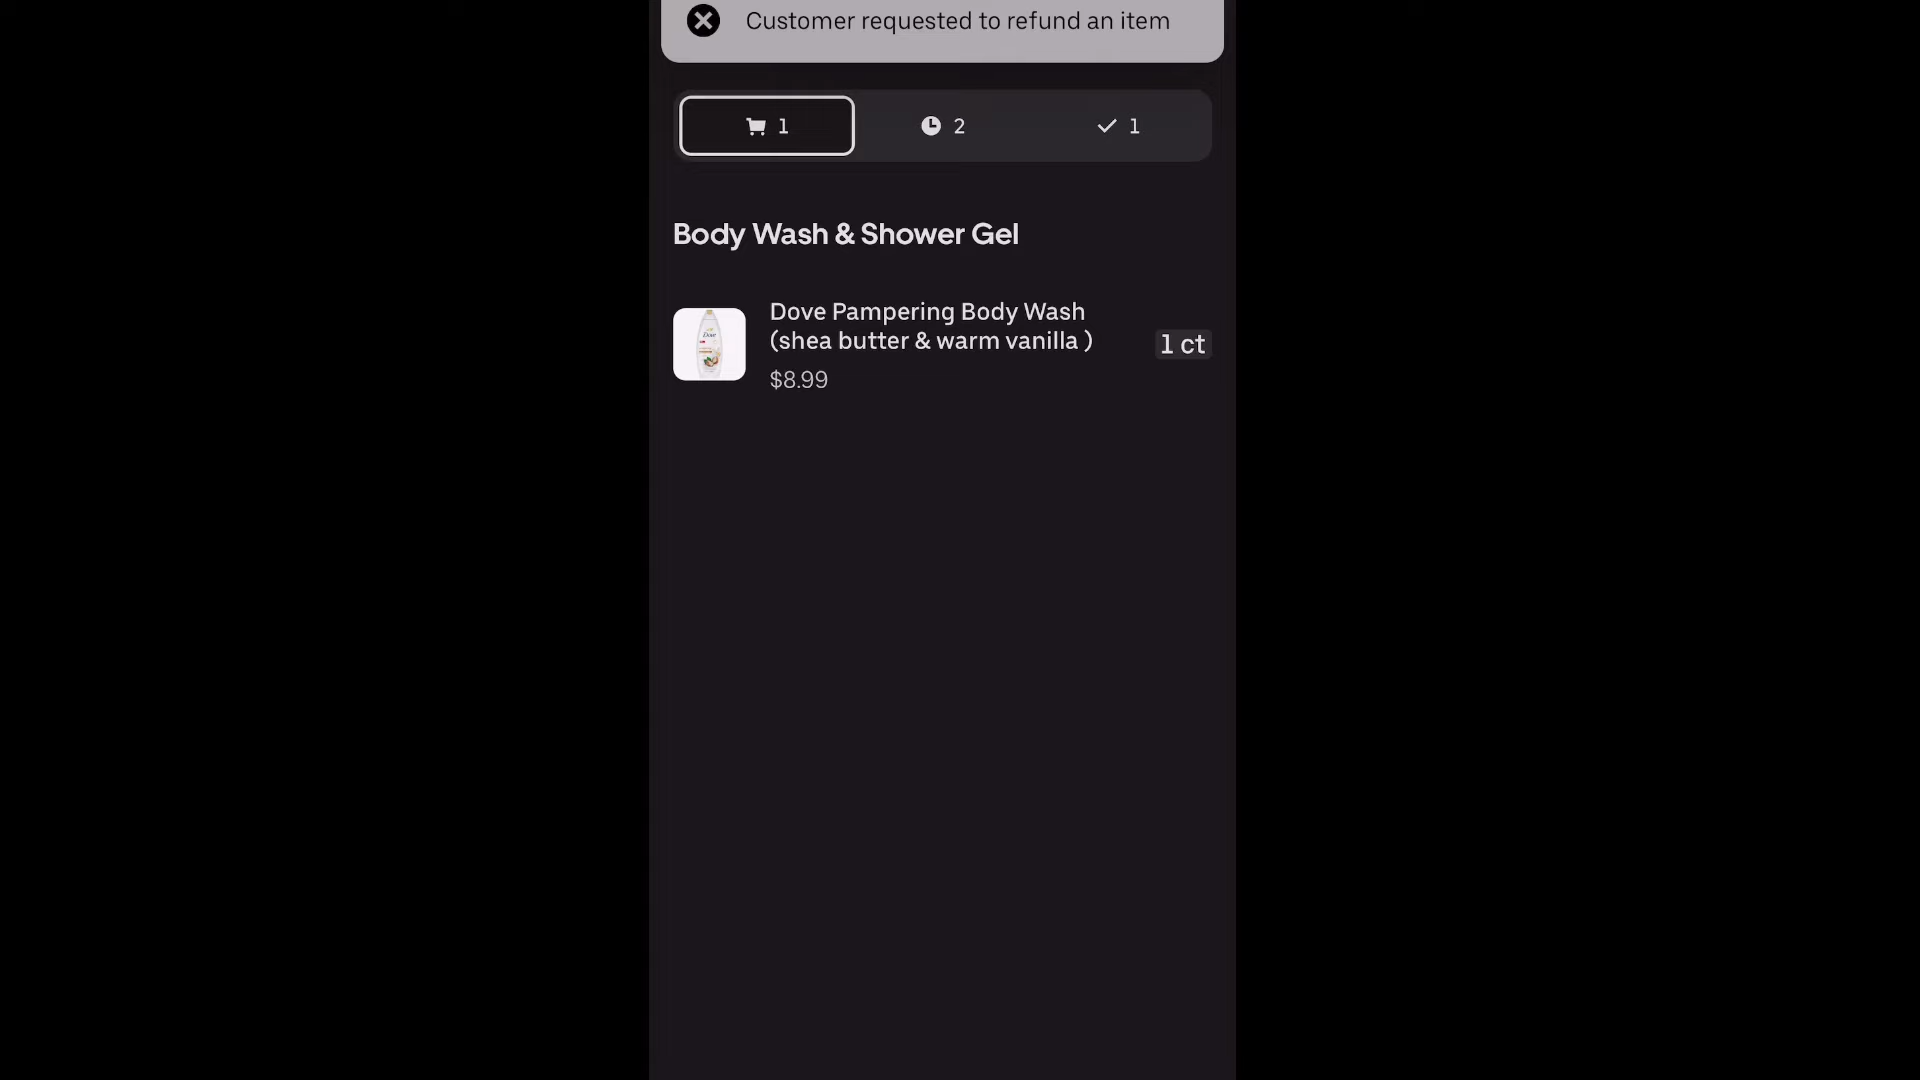 Customer requested to refund an item
1
2
1
Body Wash & Shower Gel
Dove Pampering Body Wash
(shea butter & warm vanilla )
1 ct
$8.99
Dove